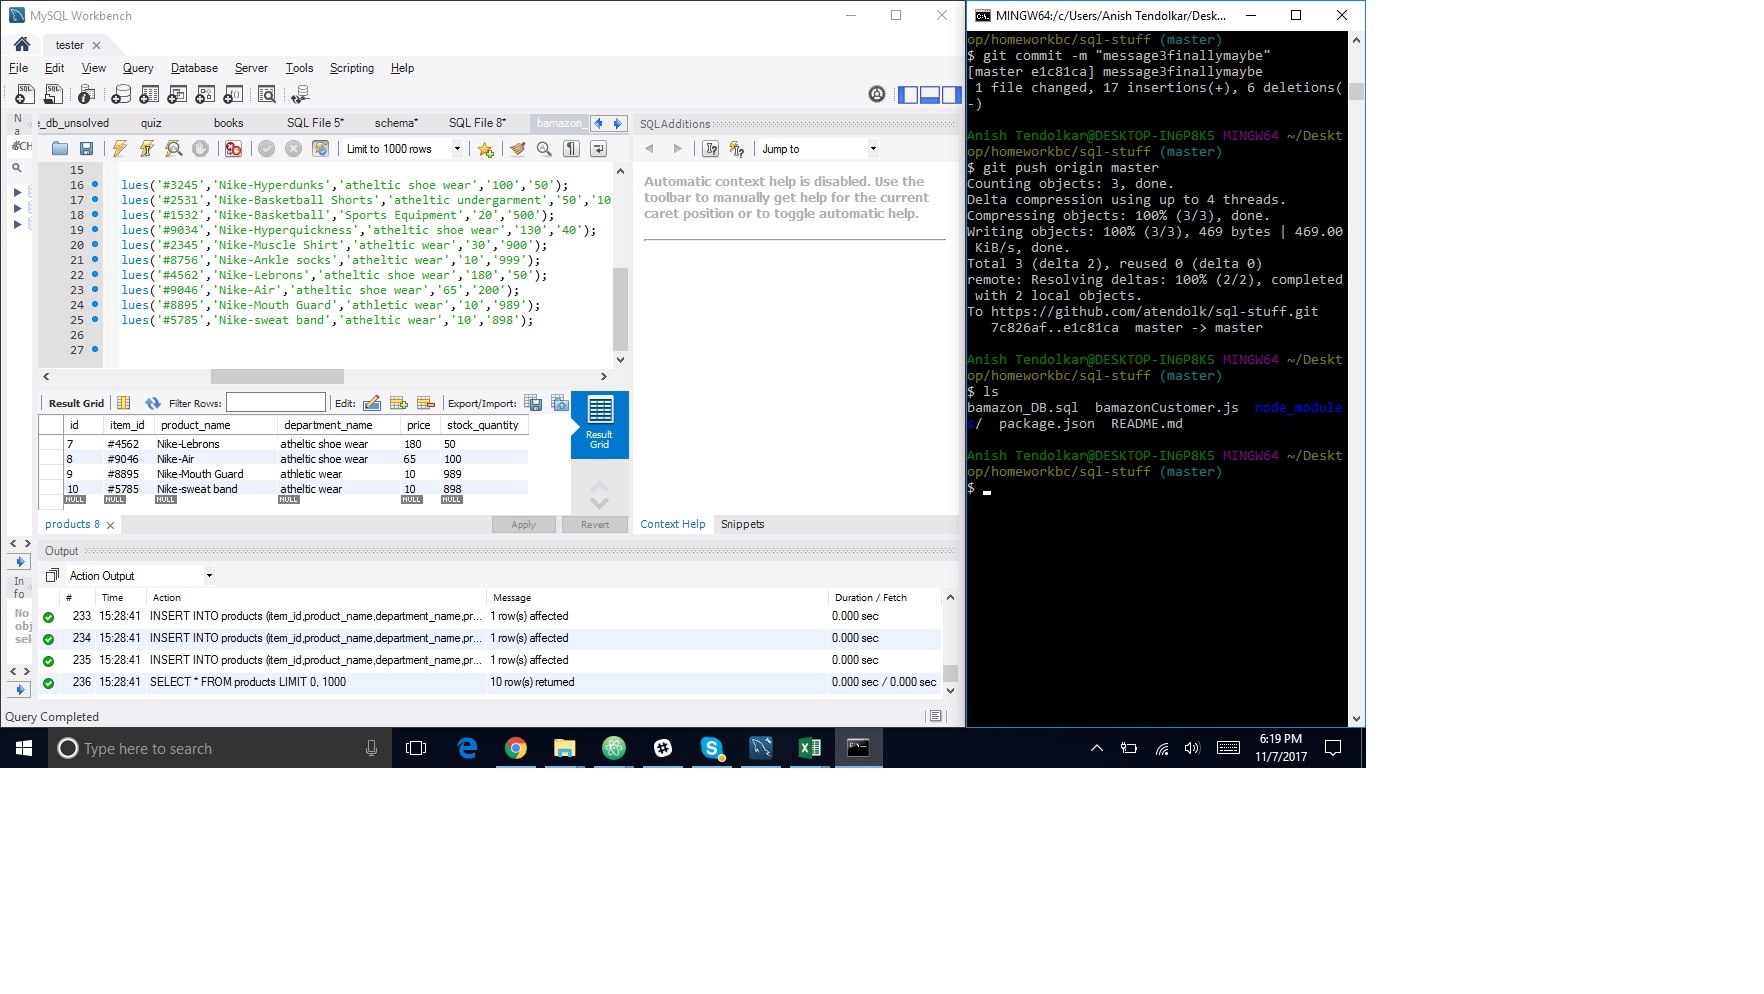 MySQL Workbench
tester
File Edit View Query Database Server Tools Scripting Help
N
a
e_db_unsolved quiz books SQL File 5* schema* SQL File 8* bamazon_
#CH
Limit to 1000 rows
15
16 lues('#3245','Nike-Hyperdunks','atheltic shoe wear','100','50');
17 lues('#2531','Nike-Basketball Shorts','atheltic undergarment','50','10
18 lues('#1532','Nike-Basketball','Sports Equipment','20','500');
19 lues('#9034','Nike-Hyperquickness','atheltic shoe wear','130','40');
20 lues('#2345','Nike-Muscle Shirt','atheltic wear','30','900');
21 lues('#8756','Nike-Ankle socks','atheltic wear','10','999');
22 lues('#4562','Nike-Lebrons','atheltic shoe wear','180','50');
23 lues('#9046','Nike-Air','atheltic shoe wear','65','200');
24 lues('#8895','Nike-Mouth Guard','athletic wear','10','989');
25 lues('#5785','Nike-sweat band','atheltic wear','10','898');
26
27
Result Grid Filter Rows: Edit: Export/Import:
id item_id product_name department_name price stock_quantity
7 #4562 Nike-Lebrons atheltic shoe wear 180 50
8 #9046 Nike-Air atheltic shoe wear 65 100
9 #8895 Nike-Mouth Guard athletic wear 10 989
10 #5785 Nike-sweat band atheltic wear 10 898
NULL NULL NULL NULL NULL NULL
Result
Grid
products 8 Apply Revert
SQLAdditions
Jump to
Automatic context help is disabled. Use the
toolbar to manually get help for the current
caret position or to toggle automatic help.
Context Help Snippets
In
fo
No
obj
sel
Output
Action Output
# Time Action Message Duration / Fetch
233 15:28:41 INSERT INTO products (item_id,product_name,department_name,pr... 1 row(s) affected 0.000 sec
234 15:28:41 INSERT INTO products (item_id,product_name,department_name,pr... 1 row(s) affected 0.000 sec
235 15:28:41 INSERT INTO products (item_id,product_name,department_name,pr... 1 row(s) affected 0.000 sec
236 15:28:41 SELECT * FROM products LIMIT 0, 1000 10 row(s) returned 0.000 sec / 0.000 sec
Query Completed
MINGW64:/c/Users/Anish Tendolkar/Desk...
op/homeworkbc/sql-stuff (master)
$ git commit -m "message3finallymaybe"
[master e1c81ca] message3finallymaybe
1 file changed, 17 insertions(+), 6 deletions(
-)
Anish Tendolkar@DESKTOP-IN6P8K5 MINGW64 ~/Deskt
op/homeworkbc/sql-stuff (master)
$ git push origin master
Counting objects: 3, done.
Delta compression using up to 4 threads.
Compressing objects: 100% (3/3), done.
Writing objects: 100% (3/3), 469 bytes | 469.00
KiB/s, done.
Total 3 (delta 2), reused 0 (delta 0)
remote: Resolving deltas: 100% (2/2), completed
with 2 local objects.
To https://github.com/atendolk/sql-stuff.git
7c826af..e1c81ca master -> master
Anish Tendolkar@DESKTOP-IN6P8K5 MINGW64 ~/Deskt
op/homeworkbc/sql-stuff (master)
$ ls
bamazon_DB.sql bamazonCustomer.js node_module
s/ package.json README.md
Anish Tendolkar@DESKTOP-IN6P8K5 MINGW64 ~/Deskt
op/homeworkbc/sql-stuff (master)
$
Type here to search
6:19 PM
11/7/2017